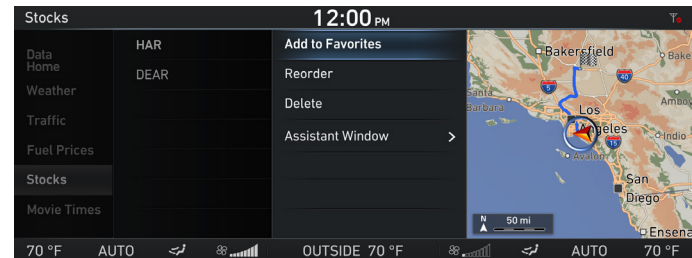 Stocks
12:00 PM
Data
Home
Weather
Traffic
Fuel Prices
Stocks
Movie Times
HAR
DEAR
Add to Favorites
Reorder
Delete
Assistant Window
Bakersfield
Bake
5
40
Santa
Barbara
Los
Angeles
Amboy
Indio
15
Avalon
San
Diego
N
50 mi
Ensena
70 °F
AUTO
OUTSIDE 70 °F
AUTO
70 °F